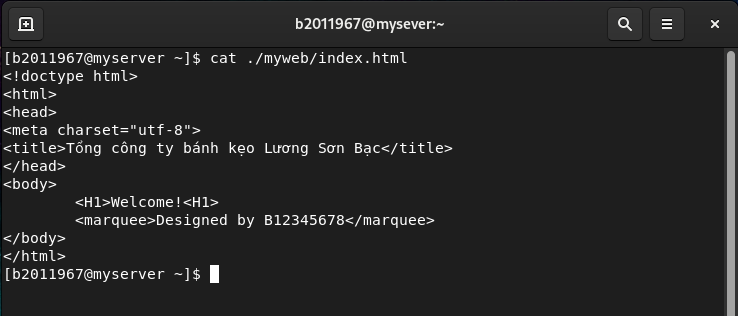 b2011967@mysever:~
[b2011967@myserver ~]$ cat ./myweb/index.html
<!doctype html>
<html>
<head>
<meta charset="utf-8">
<title>Tổng công ty bánh kẹo Lương Sơn Bạc</title>
</head>
<body>
        <H1>Welcome!<H1>
        <marquee>Designed by B12345678</marquee>
</body>
</html>
[b2011967@myserver ~]$